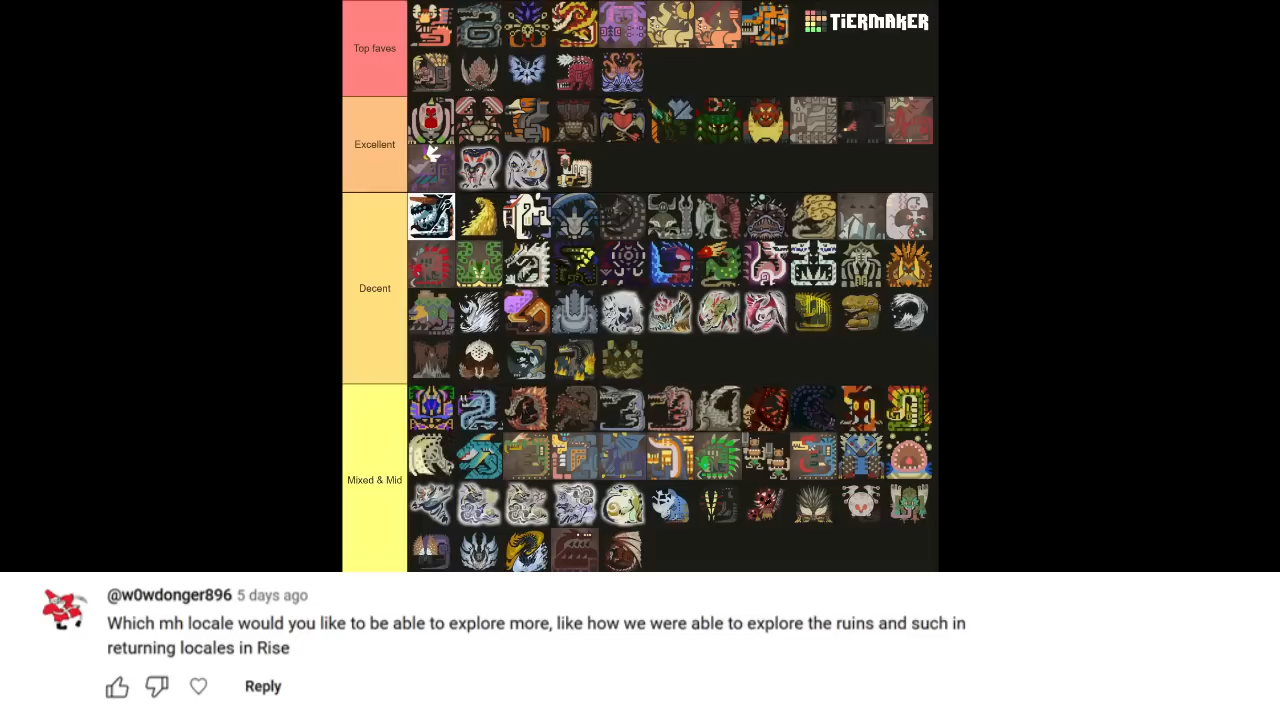 TIERMAKER
Top faves
Excellent
Decent
Mixed & Mid
@w0wdonger896 5 days ago
Which mh locale would you like to be able to explore more, like how we were able to explore the ruins and such in
returning locales in Rise
Reply